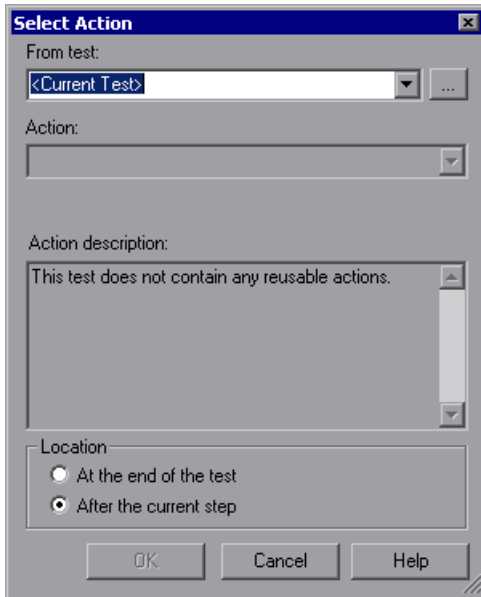 Select Action
From test:
<Current Test>
...
Action:
Action description:
This test does not contain any reusable actions.
Location
At the end of the test
After the current step
OK Cancel Help